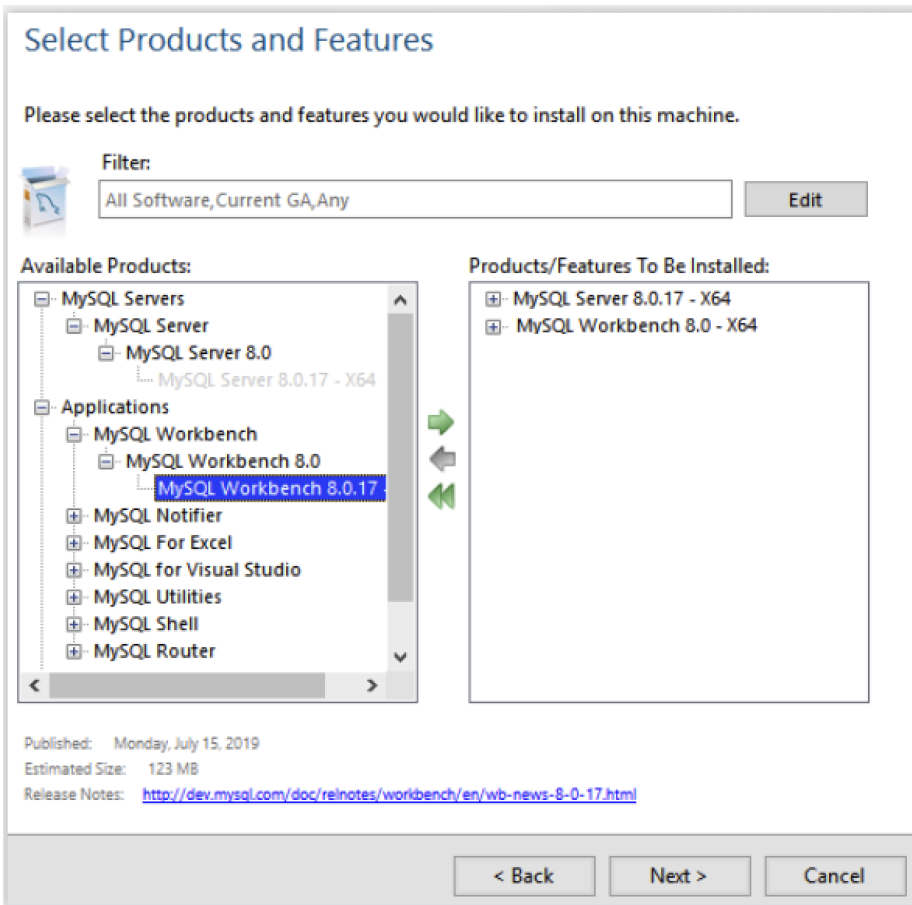 Select Products and Features
Please select the products and features you would like to install on this machine.
Filter:
All Software,Current GA,Any
Edit
Available Products:
MySQL Servers
MySQL Server
MySQL Server 8.0
MySQL Server 8.0.17 - X64
Applications
MySQL Workbench
MySQL Workbench 8.0
MySQL Workbench 8.0.17 -
MySQL Notifier
MySQL For Excel
MySQL for Visual Studio
MySQL Utilities
MySQL Shell
MySQL Router
Products/Features To Be Installed:
MySQL Server 8.0.17 - X64
MySQL Workbench 8.0 - X64
Published: Monday, July 15, 2019
Estimated Size: 123 MB
Release Notes: http://dev.mysql.com/doc/relnotes/workbench/en/wb-news-8-0-17.html
< Back
Next >
Cancel